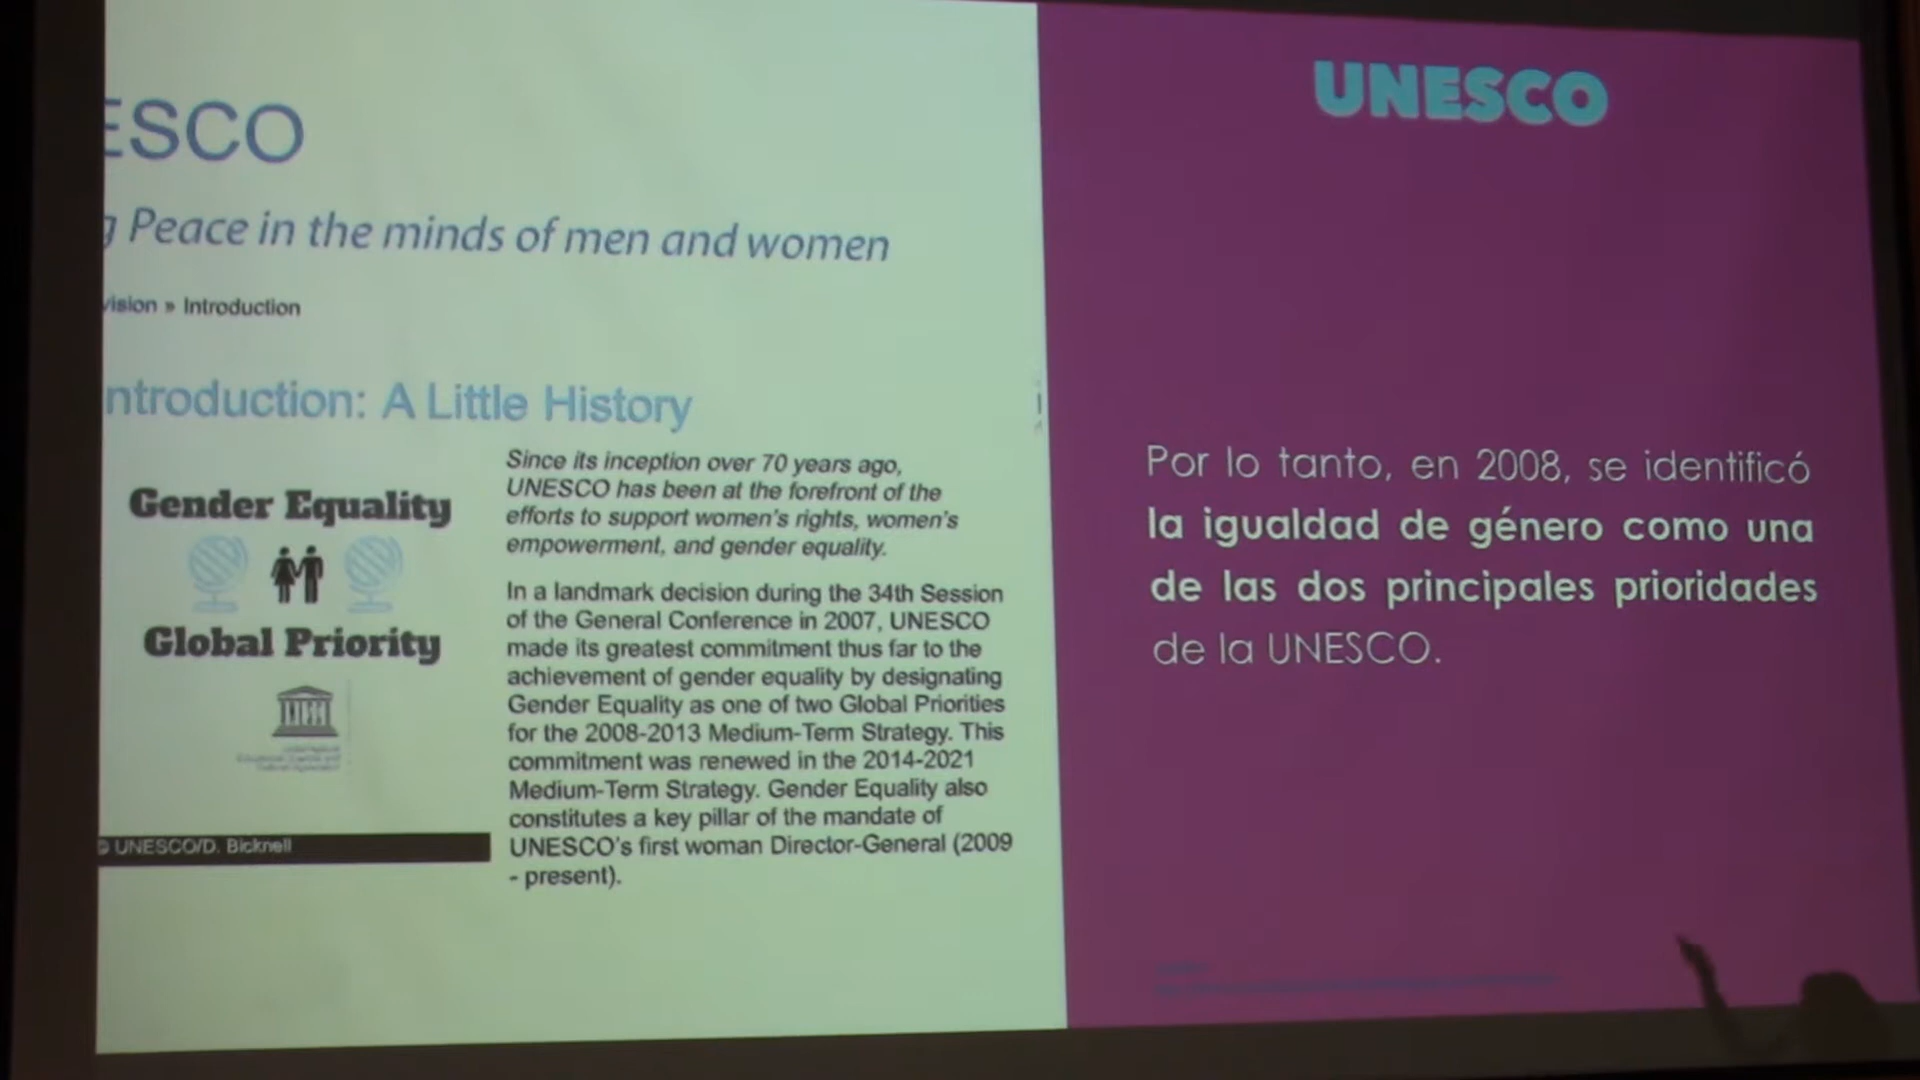 ESCO
g Peace in the minds of men and women
vision » Introduction
ntroduction: A Little History
Gender Equality
Global Priority
© UNESCO/D. Bicknell
Since its inception over 70 years ago,
UNESCO has been at the forefront of the
efforts to support women's rights, women's
empowerment, and gender equality.
In a landmark decision during the 34th Session
of the General Conference in 2007, UNESCO
made its greatest commitment thus far to the
achievement of gender equality by designating
Gender Equality as one of two Global Priorities
for the 2008-2013 Medium-Term Strategy. This
commitment was renewed in the 2014-2021
Medium-Term Strategy. Gender Equality also
constitutes a key pillar of the mandate of
UNESCO's first woman Director-General (2009
- present).
UNESCO
Por lo tanto, en 2008, se identificó
la igualdad de género como una
de las dos principales prioridades
de la UNESCO.